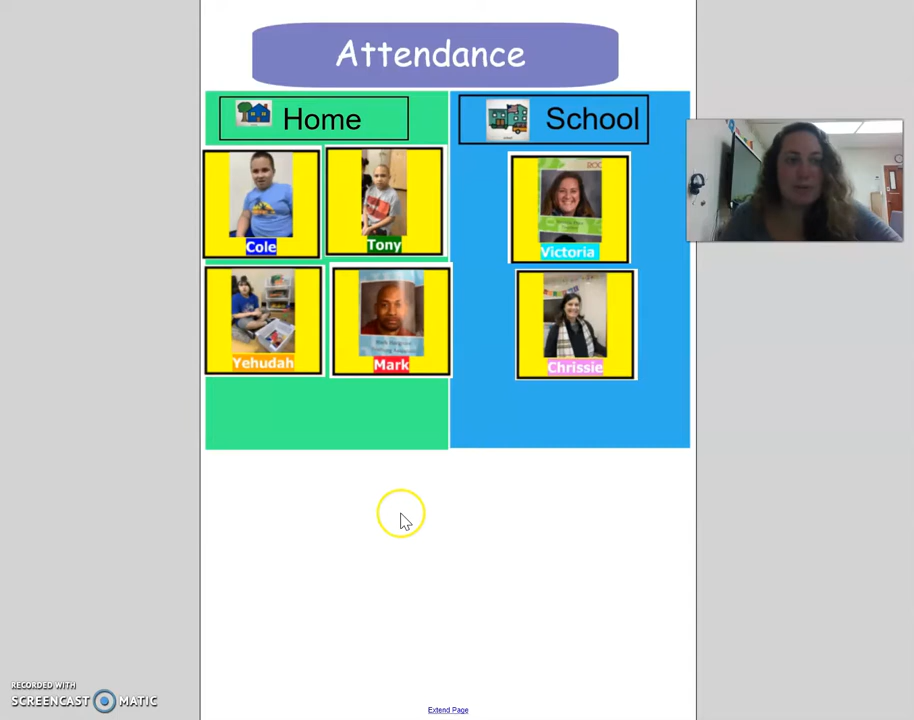 Attendance
Home
School
Cole
Tony
Victoria
Yehudah
Mark
Chrissie
RECORDED WITH
SCREENCAST MATIC
Extend Page